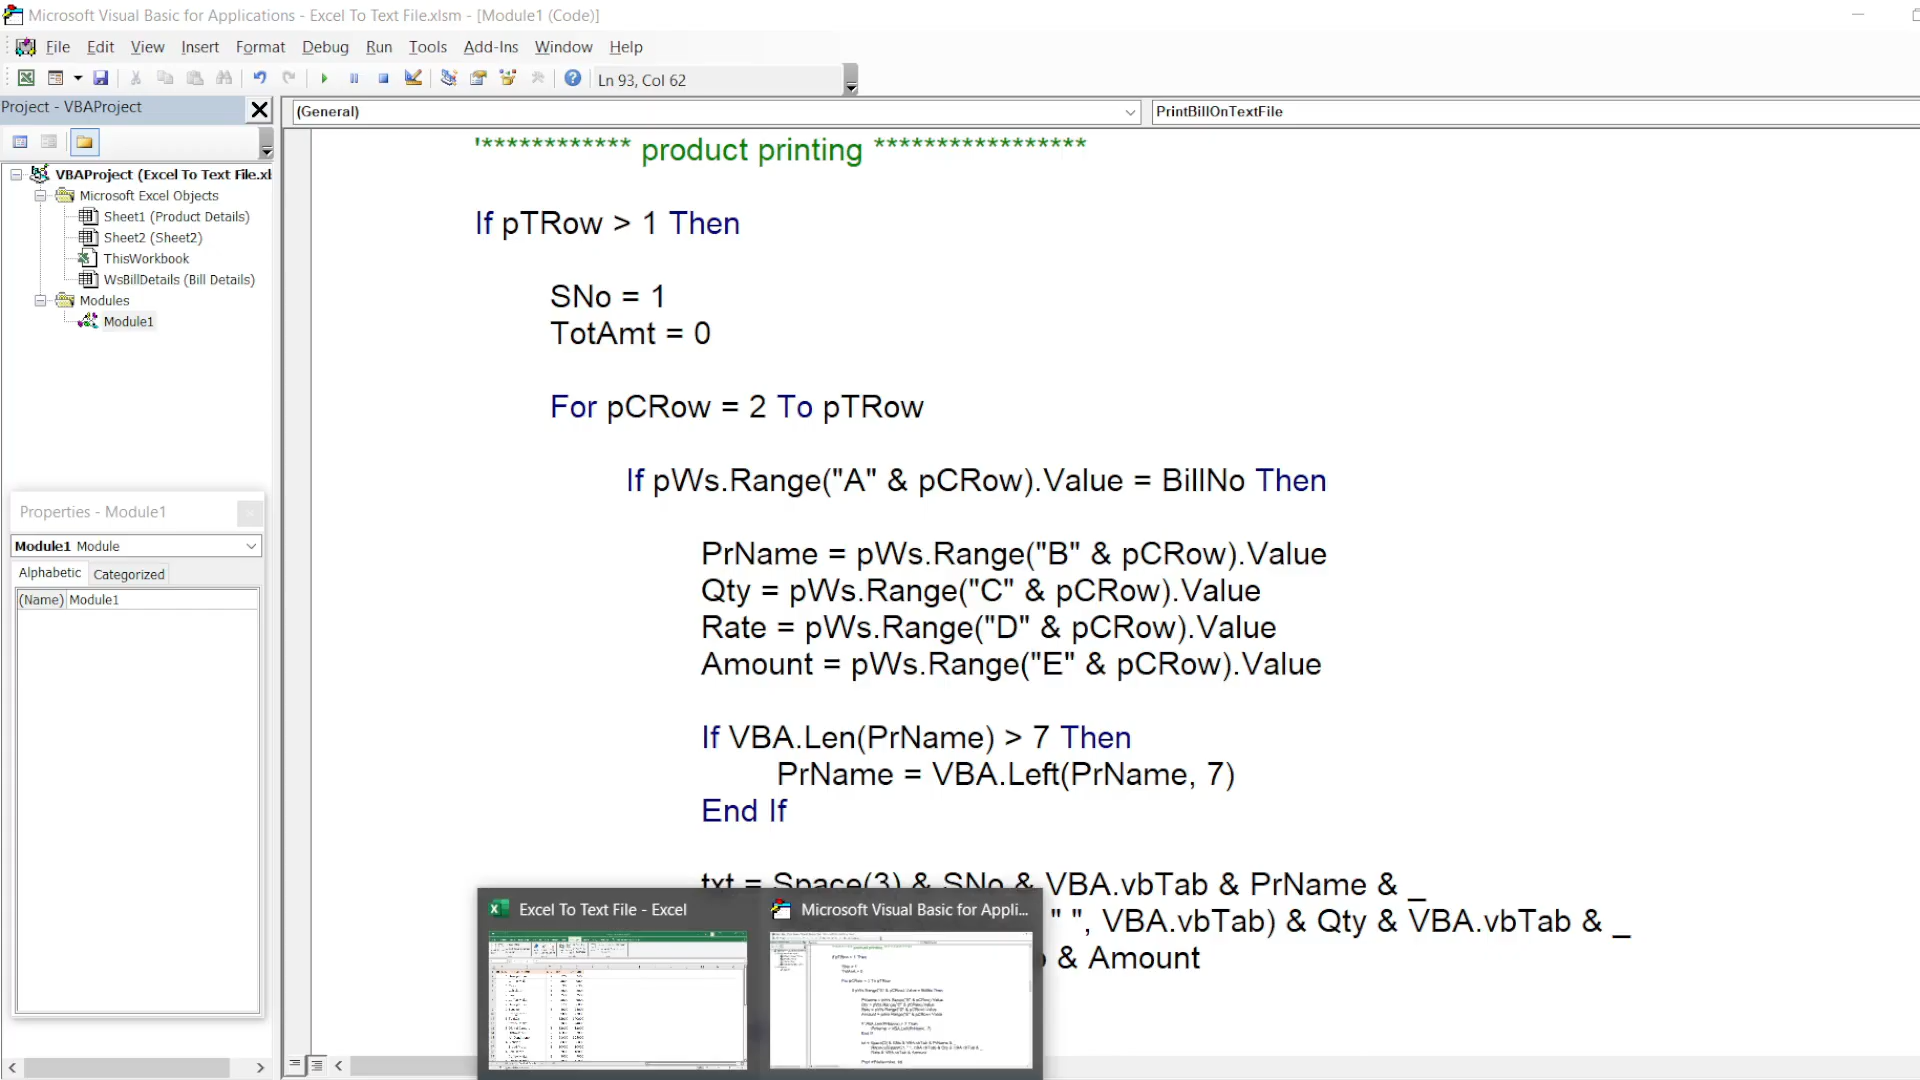 Microsoft Visual Basic for Applications - Excel To Text File.xlsm - [Module1 (Code)]
File Edit View Insert Format Debug Run Tools Add-Ins Window Help
Ln 93, Col 62
Project - VBAProject
(General)
PrintBillOnTextFile
VBAProject (Excel To Text File.xl
Microsoft Excel Objects
Sheet1 (Product Details)
Sheet2 (Sheet2)
ThisWorkbook
WsBillDetails (Bill Details)
Modules
Module1
Properties - Module1
Module1 Module
Alphabetic Categorized
(Name) Module1
'************ product printing *****************
If pTRow > 1 Then
SNo = 1
TotAmt = 0
For pCRow = 2 To pTRow
If pWs.Range("A" & pCRow).Value = BillNo Then
PrName = pWs.Range("B" & pCRow).Value
Qty = pWs.Range("C" & pCRow).Value
Rate = pWs.Range("D" & pCRow).Value
Amount = pWs.Range("E" & pCRow).Value
If VBA.Len(PrName) > 7 Then
PrName = VBA.Left(PrName, 7)
End If
txt = Space(3) & SNo & VBA.vbTab & PrName & _
" ", VBA.vbTab) & Qty & VBA.vbTab & _
& Amount
Excel To Text File - Excel
Microsoft Visual Basic for Appli...